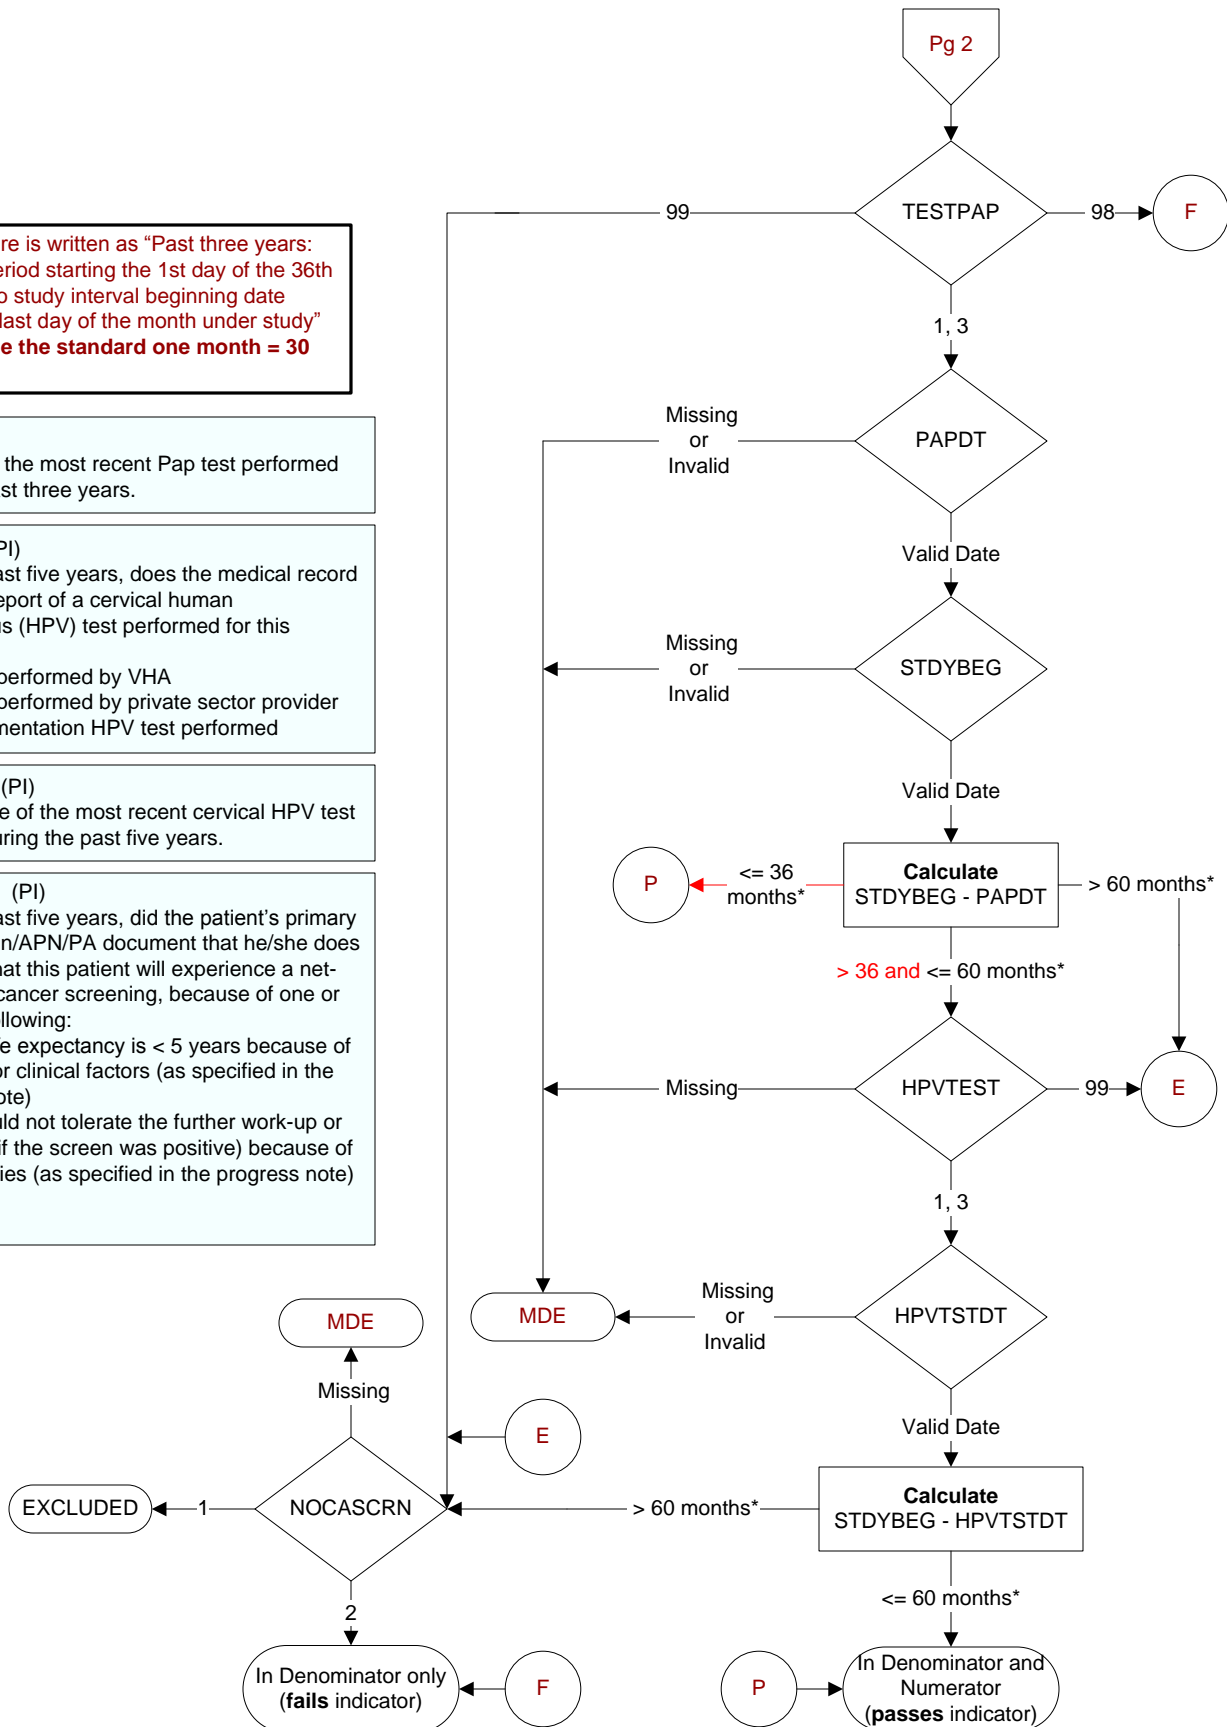 Pg 2
TESTPAP
99
98
F
1, 3
re is written as “Past three years:
eriod starting the 1st day of the 36th
o study interval beginning date
last day of the month under study”
e the standard one month = 30
the most recent Pap test performed
ast three years.
PI)
ast five years, does the medical record
eport of a cervical human
us (HPV) test performed for this
performed by VHA
performed by private sector provider
mentation HPV test performed
(PI)
e of the most recent cervical HPV test
uring the past five years.
(PI)
ast five years, did the patient’s primary
n/APN/PA document that he/she does
hat this patient will experience a net-
cancer screening, because of one or
ollowing:
fe expectancy is < 5 years because of
or clinical factors (as specified in the
ote)
uld not tolerate the further work-up or
if the screen was positive) because of
ies (as specified in the progress note)
Missing
or
Invalid
PAPDT
Valid Date
Missing
or
Invalid
STDYBEG
Valid Date
P
<= 36
months*
Calculate
STDYBEG - PAPDT
> 60 months*
> 36 and <= 60 months*
Missing
HPVTEST
99
E
1, 3
MDE
Missing
or
Invalid
HPVTSTDT
Valid Date
MDE
Missing
E
EXCLUDED
1
NOCASCRN
> 60 months*
Calculate
STDYBEG - HPVTSTDT
2
<= 60 months*
In Denominator only
(fails indicator)
F
P
In Denominator and
Numerator
(passes indicator)